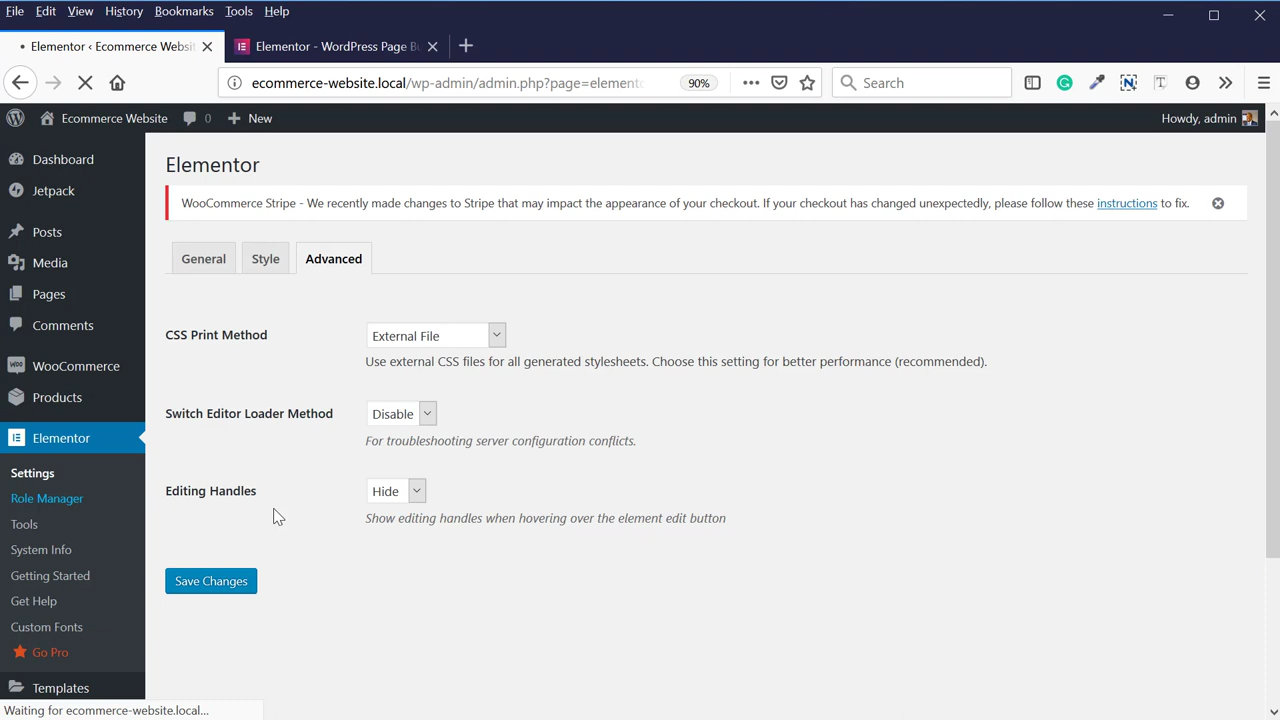 File Edit View History Bookmarks Tools Help
Elementor ‹ Ecommerce Websit
Elementor - WordPress Page B
ecommerce-website.local/wp-admin/admin.php?page=elemento
90%
Search
Ecommerce Website
0
New
Howdy, admin
Dashboard
Jetpack
Posts
Media
Pages
Comments
WooCommerce
Products
Elementor
Settings
Role Manager
Tools
System Info
Getting Started
Get Help
Custom Fonts
Go Pro
Templates
Elementor
WooCommerce Stripe - We recently made changes to Stripe that may impact the appearance of your checkout. If your checkout has changed unexpectedly, please follow these instructions to fix.
General Style Advanced
CSS Print Method
External File
Use external CSS files for all generated stylesheets. Choose this setting for better performance (recommended).
Switch Editor Loader Method
Disable
For troubleshooting server configuration conflicts.
Editing Handles
Hide
Show editing handles when hovering over the element edit button
Save Changes
Waiting for ecommerce-website.local...